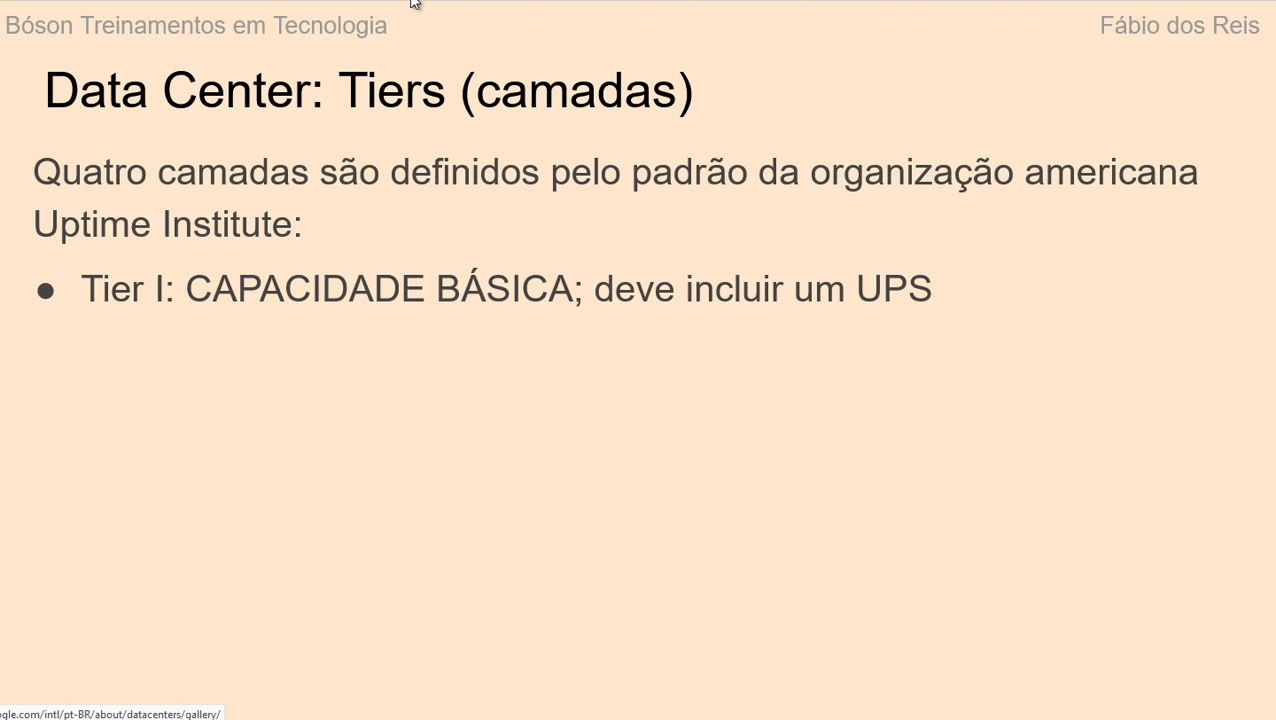 Bóson Treinamentos em Tecnologia
Fábio dos Reis
Data Center: Tiers (camadas)
Quatro camadas são definidos pelo padrão da organização americana
Uptime Institute:
● Tier I: CAPACIDADE BÁSICA; deve incluir um UPS
ogle.com/intl/pt-BR/about/datacenters/gallery/